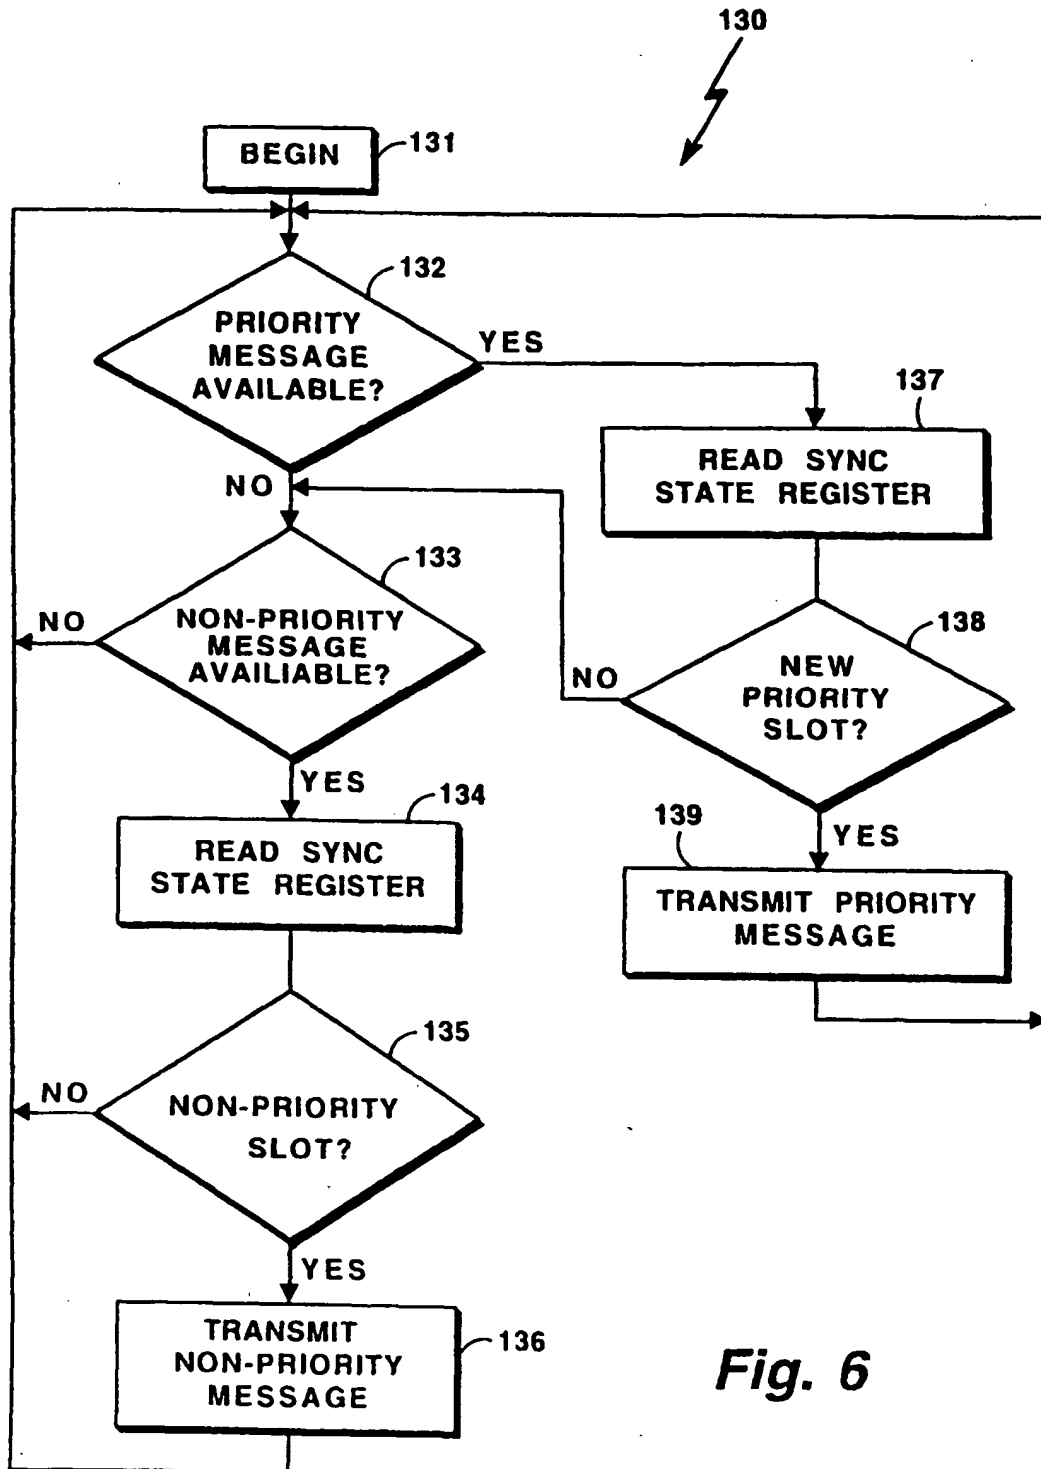 130
BEGIN
131
132
PRIORITY
MESSAGE
AVAILABLE?
YES
NO
137
READ SYNC
STATE REGISTER
133
NON-PRIORITY
MESSAGE
AVAILIABLE?
NO
YES
138
NEW
PRIORITY
SLOT?
NO
YES
134
READ SYNC
STATE REGISTER
139
TRANSMIT PRIORITY
MESSAGE
135
NON-PRIORITY
SLOT?
NO
YES
TRANSMIT
NON-PRIORITY
MESSAGE
136
Fig. 6